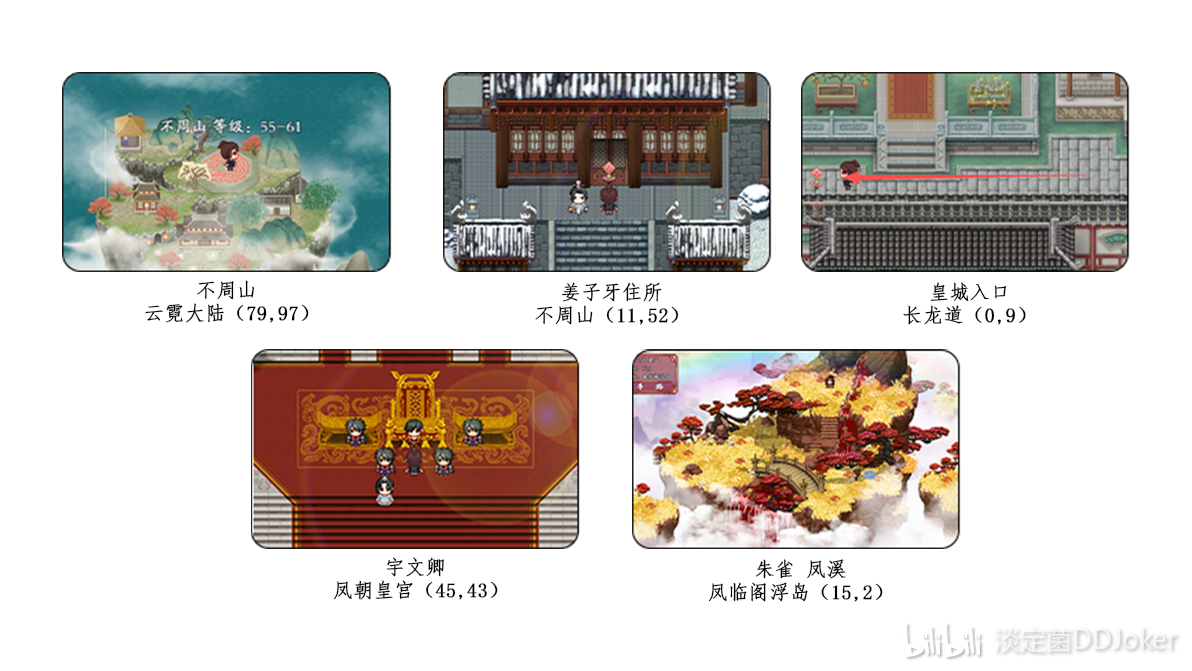 不周山 等级：55-61
不周山
云霓大陆（79,97）
姜子牙住所
不周山（11,52）
皇城入口
长龙道（0,9）
宇文卿
凤朝皇宫（45,43）
朱雀 凤溪
凤临阁浮岛（15,2）
bilibili 淡定菌DDJoker